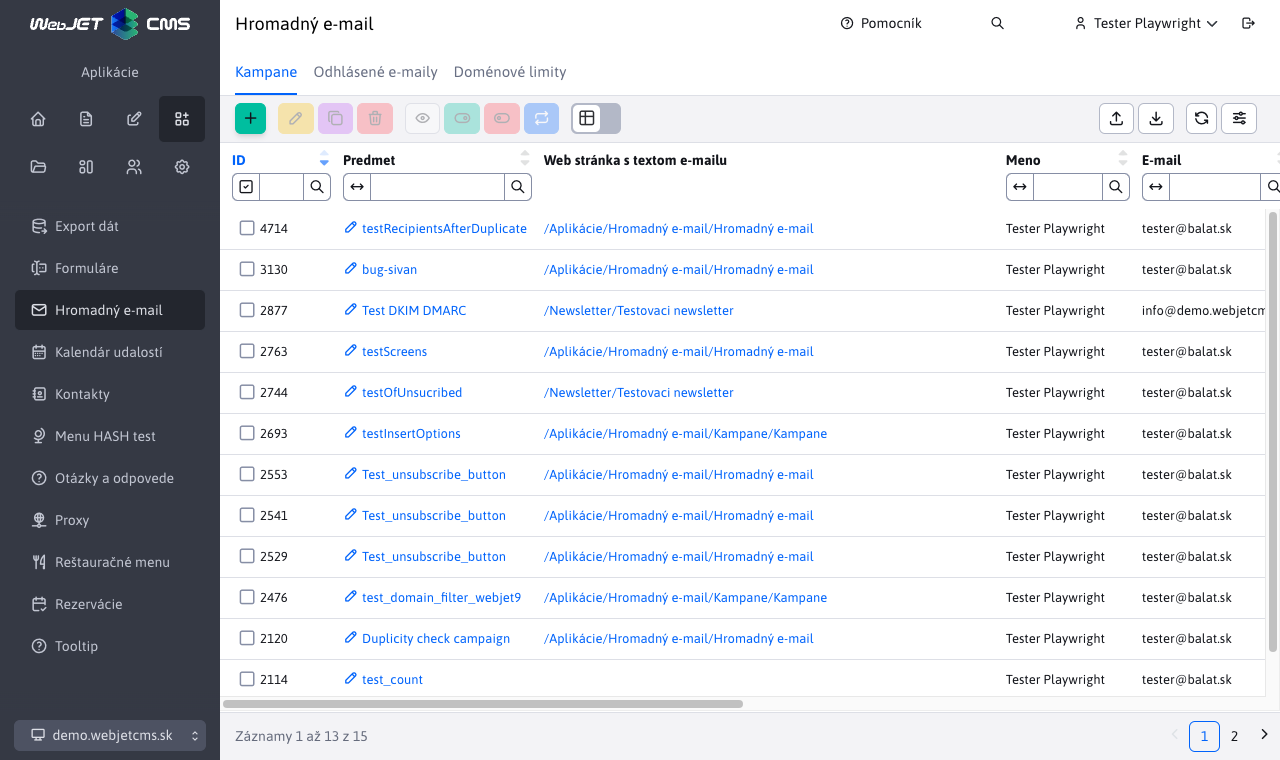 WebJET CMS
Hromadný e-mail
Pomocník
Tester Playwright
Aplikácie
Kampane
Odhlásené e-maily
Doménové limity
Export dát
Formuláre
Hromadný e-mail
Kalendár udalostí
Kontakty
Menu HASH test
Otázky a odpovede
Proxy
Reštauračné menu
Rezervácie
Tooltip
demo.webjetcms.sk
ID Predmet Web stránka s textom e-mailu Meno E-mail
4714 testRecipientsAfterDuplicate /Aplikácie/Hromadný e-mail/Hromadný e-mail Tester Playwright tester@balat.sk
3130 bug-sivan /Aplikácie/Hromadný e-mail/Hromadný e-mail Tester Playwright tester@balat.sk
2877 Test DKIM DMARC /Newsletter/Testovaci newsletter Tester Playwright info@demo.webjetcm
2763 testScreens /Aplikácie/Hromadný e-mail/Hromadný e-mail Tester Playwright tester@balat.sk
2744 testOfUnsucribed /Newsletter/Testovaci newsletter Tester Playwright tester@balat.sk
2693 testInsertOptions /Aplikácie/Hromadný e-mail/Kampane/Kampane Tester Playwright tester@balat.sk
2553 Test_unsubscribe_button /Aplikácie/Hromadný e-mail/Hromadný e-mail Tester Playwright tester@balat.sk
2541 Test_unsubscribe_button /Aplikácie/Hromadný e-mail/Hromadný e-mail Tester Playwright tester@balat.sk
2529 Test_unsubscribe_button /Aplikácie/Hromadný e-mail/Hromadný e-mail Tester Playwright tester@balat.sk
2476 test_domain_filter_webjet9 /Aplikácie/Hromadný e-mail/Kampane/Kampane Tester Playwright tester@balat.sk
2120 Duplicity check campaign /Aplikácie/Hromadný e-mail/Hromadný e-mail Tester Playwright tester@balat.sk
2114 test_count Tester Playwright tester@balat.sk
Záznamy 1 až 13 z 15
1 2